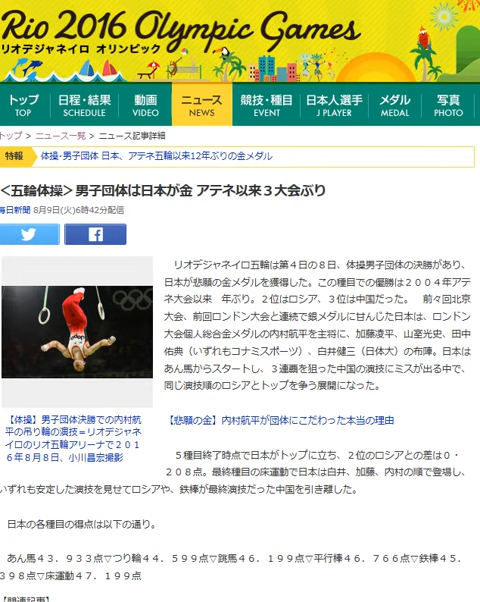 Rio 2016 Olympic Games
リオデジャネイロ オリンピック
トップ
TOP
日程・結果
SCHEDULE
動画
VIDEO
ニュース
NEWS
競技・種目
EVENT
日本人選手
J PLAYER
メダル
MEDAL
写真
PHOTO
トップ > ニュース一覧 > ニュース記事詳細
特報
体操・男子団体 日本、アテネ五輪以来12年ぶりの金メダル
<五輪体操>男子団体は日本が金 アテネ以来３大会ぶり
毎日新聞 8月9日(火)6時42分配信
リオデジャネイロ五輪は第４日の８日、体操男子団体の決勝があり、
日本が悲願の金メダルを獲得した。この種目での優勝は２００４年アテ
ネ大会以来　年ぶり。２位はロシア、３位は中国だった。　前々回北京
大会、前回ロンドン大会と連続で銀メダルに甘んじた日本は、ロンドン
大会個人総合金メダルの内村航平を主将に、加藤凌平、山室光史、田中
佑典（いずれもコナミスポーツ）、白井健三（日体大）の布陣。日本は
あん馬からスタートし、３連覇を狙った中国の演技にミスが出る中で、
同じ演技順のロシアとトップを争う展開になった。
【体操】男子団体決勝での内村航
平の吊り輪の演技＝リオデジャネ
イロのリオ五輪アリーナで２０１
６年８月８日、小川昌宏撮影
【悲願の金】内村航平が団体にこだわった本当の理由
５種目終了時点で日本がトップに立ち、２位のロシアとの差は０・
２０８点。最終種目の床運動で日本は白井、加藤、内村の順で登場し、
いずれも安定した演技を見せてロシアや、鉄棒が最終演技だった中国を引き離した。
日本の各種目の得点は以下の通り。
あん馬４３．９３３点▽つり輪４４．５９９点▽跳馬４６．１９９点▽平行棒４６．７６６点▽鉄棒４５．
３９８点▽床運動４７．１９９点
【関連記事】